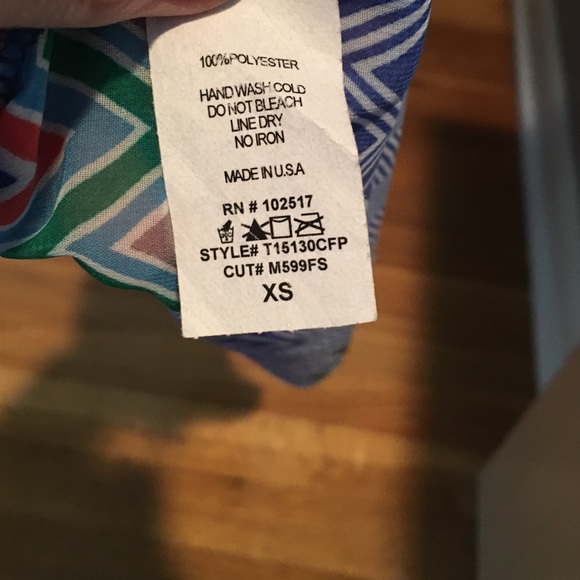 100% POLYESTER
HAND WASH COLD
DO NOT BLEACH
LINE DRY
NO IRON
MADE IN U.S.A
RN # 102517
STYLE# T15130CFP
CUT# M599FS
XS